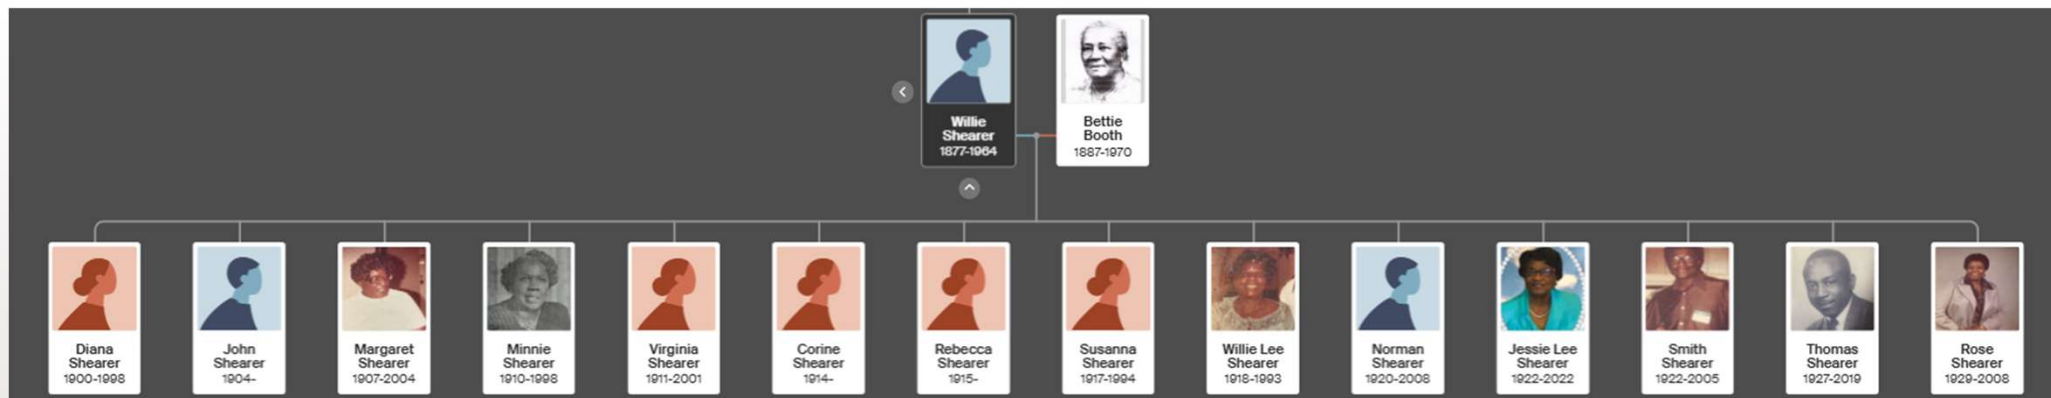 Willie
Shearer
1877-1964
Bettie
Booth
1887-1970
Diana
Shearer
1900-1998
John
Shearer
1904-
Margaret
Shearer
1907-2004
Minnie
Shearer
1910-1998
Virginia
Shearer
1911-2001
Corine
Shearer
1914-
Rebecca
Shearer
1915-
Susanna
Shearer
1917-1994
Willie Lee
Shearer
1918-1993
Norman
Shearer
1920-2008
Jessie Lee
Shearer
1922-2022
Smith
Shearer
1922-2005
Thomas
Shearer
1927-2019
Rose
Shearer
1929-2008